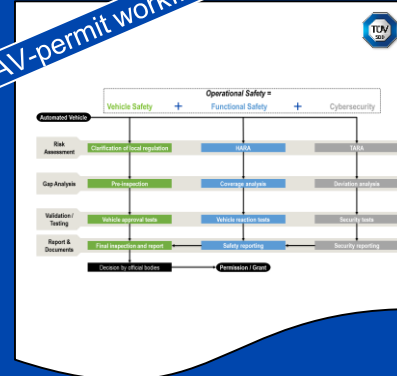 AV-permit workin
TÜV
SÜD
Operational Safety =
Vehicle Safety + Functional Safety + Cybersecurity
Automated Vehicle
Risk Assessment Clarification of local regulation HARA TARA
Gap Analysis Pre-Inspection Coverage analysis Deviation analysis
Validation / Testing Vehicle approval tests Vehicle reaction tests Security tests
Report & Documents Final inspection and report Safety reporting Security reporting
Decision by official bodies Permission / Grant